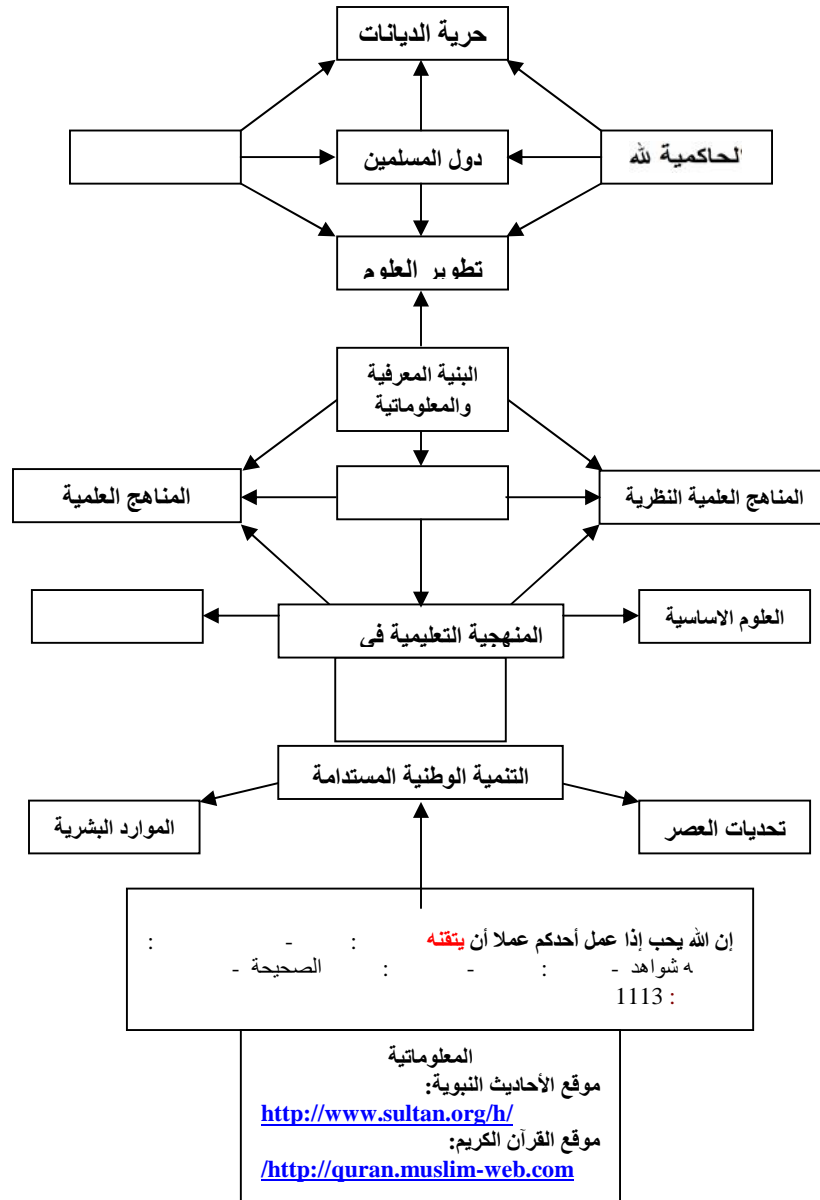 حرية الديانات
الحاكمية لله
دول المسلمين
تطوير العلوم
البنية المعرفية
والمعلوماتية
المناهج العلمية النظرية
المناهج العلمية
العلوم الاساسية
المنهجية التعليمية في
التنمية الوطنية المستدامة
تحديات العصر
الموارد البشرية
إن الله يحب إذا عمل أحدكم عملا أن يتقنه : - :
ه شواهد - : - : الصحيحة -
: 1113
المعلوماتية
موقع الأحاديث النبوية:
http://www.sultan.org/h/
موقع القرآن الكريم:
/http://quran.muslim-web.com